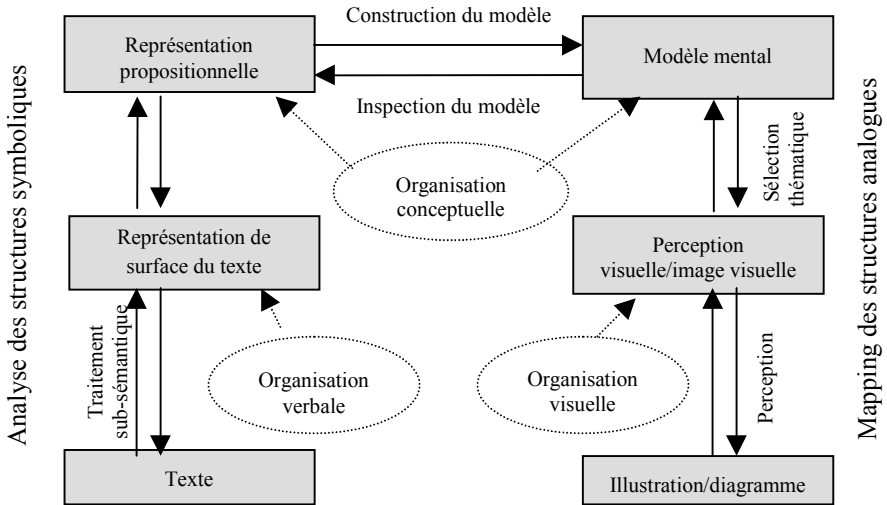 Construction du modèle
Représentation
propositionnelle
Modèle mental
Inspection du modèle
Analyse des structures symboliques
Mapping des structures analogues
Sélection
thématique
Organisation
conceptuelle
Représentation de
surface du texte
Perception
visuelle/image visuelle
Traitement
sub-sémantique
Organisation
verbale
Organisation
visuelle
Perception
Texte
Illustration/diagramme